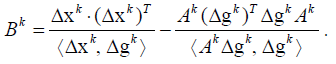 $$B^k = \frac{\Delta x^k \cdot (\Delta x^k)^T}{\langle \Delta x^k, \Delta g^k \rangle} - \frac{A^k (\Delta g^k)^T \Delta g^k A^k}{\langle A^k \Delta g^k, \Delta g^k \rangle}.$$